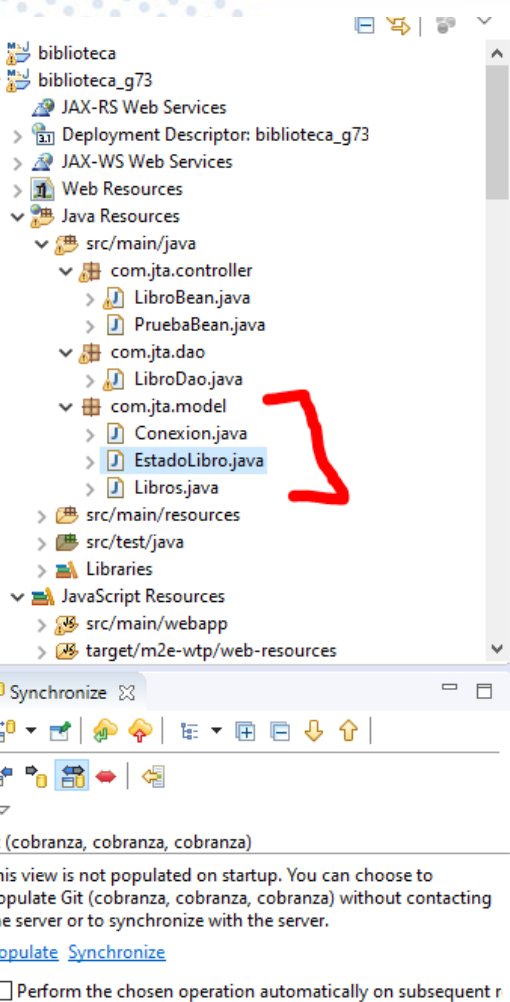 biblioteca
biblioteca_g73
JAX-RS Web Services
Deployment Descriptor: biblioteca_g73
JAX-WS Web Services
Web Resources
Java Resources
src/main/java
com.jta.controller
LibroBean.java
PruebaBean.java
com.jta.dao
LibroDao.java
com.jta.model
Conexion.java
EstadoLibro.java
Libros.java
src/main/resources
src/test/java
Libraries
JavaScript Resources
src/main/webapp
target/m2e-wtp/web-resources
Synchronize
(cobranza, cobranza, cobranza)
his view is not populated on startup. You can choose to
opulate Git (cobranza, cobranza, cobranza) without contacting
he server or to synchronize with the server.
opulate Synchronize
Perform the chosen operation automatically on subsequent r